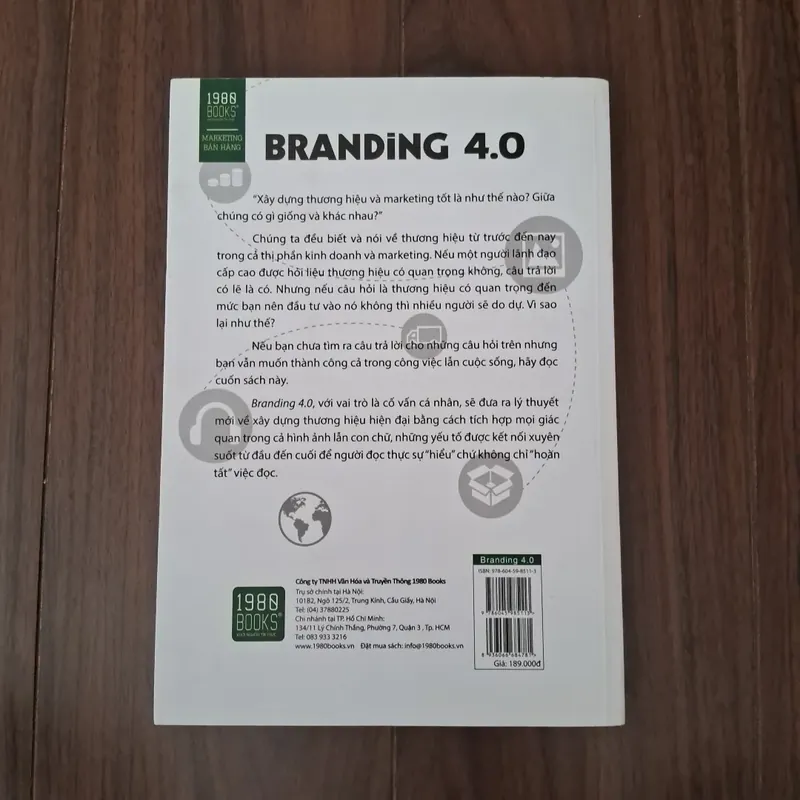 1980
BOOKS
MARKETING
BÁN HÀNG
BRANDiNG 4.0
"Xây dựng thương hiệu và marketing tốt là như thế nào? Giữa
chúng có gì giống và khác nhau?"
Chúng ta đều biết và nói về thương hiệu từ trước đến nay
trong cả thị phần kinh doanh và marketing. Nếu một người lãnh đạo
cấp cao được hỏi liệu thương hiệu có quan trọng không, câu trả lời
có lẽ là có. Nhưng nếu câu hỏi là thương hiệu có quan trọng đến
mức bạn nên đầu tư vào nó không thì nhiều người sẽ do dự. Vì sao
lại như thế?
Nếu bạn chưa tìm ra câu trả lời cho những câu hỏi trên nhưng
bạn vẫn muốn thành công cả trong công việc lẫn cuộc sống, hãy đọc
cuốn sách này.
Branding 4.0, với vai trò là cố vấn cá nhân, sẽ đưa ra lý thuyết
mới về xây dựng thương hiệu hiện đại bằng cách tích hợp mọi giác
quan trong cả hình ảnh lẫn con chữ, những yếu tố được kết nối xuyên
suốt từ đầu đến cuối để người đọc thực sự "hiểu" chứ không chỉ "hoàn
tất" việc đọc.
1980
BOOKS
Công ty TNHH Văn Hóa và Truyền Thông 1980 Books
Trụ sở chính tại Hà Nội:
101B2, Ngõ 125/2, Trung Kính, Cầu Giấy, Hà Nội
Tel: (04) 37880225
Chi nhánh tại TP. Hồ Chí Minh:
134/11 Lý Chính Thắng, Phường 7, Quận 3 , Tp. HCM
Tel: 083 933 3216
www.1980books.vn Đặt mua sách: info@1980books.vn
Branding 4.0
ISBN: 978-604-59-8511-3
9 786045 985113
8 936066 684781
Giá: 189.000đ